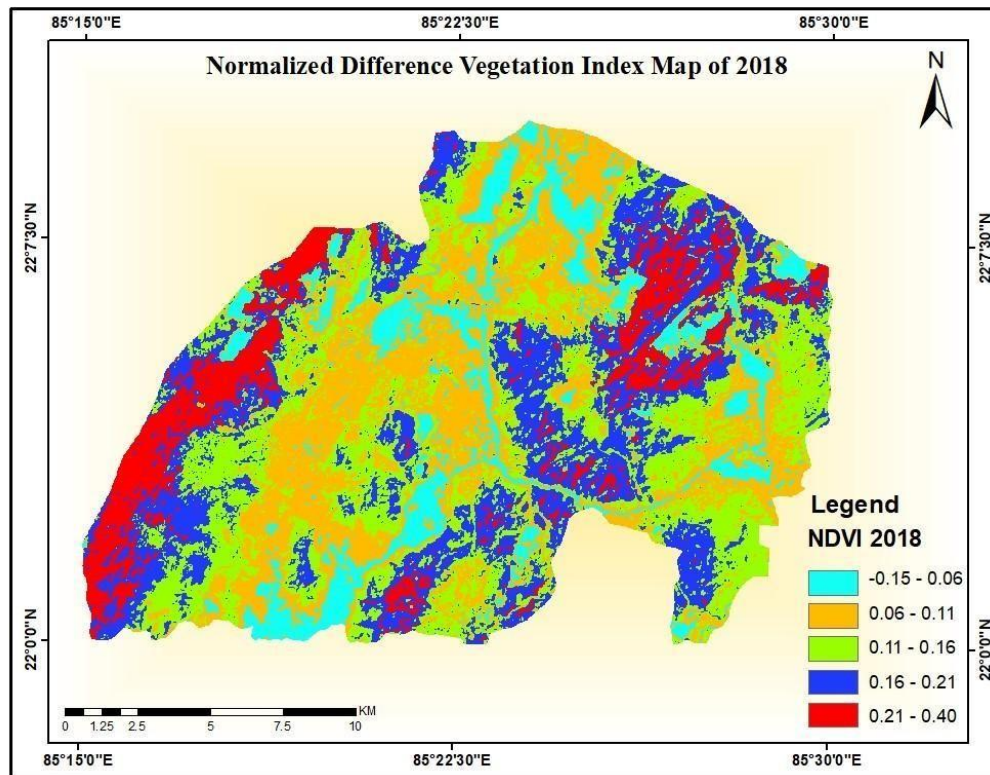 85°15'0"E 85°22'30"E 85°30'0"E
Normalized Difference Vegetation Index Map of 2018
N
22°7'30"N
22°7'30"N
22°0'0"N
22°0'0"N
Legend
NDVI 2018
-0.15 - 0.06
0.06 - 0.11
0.11 - 0.16
0.16 - 0.21
0.21 - 0.40
KM
0 1.25 2.5 5 7.5 10
85°15'0"E 85°22'30"E 85°30'0"E